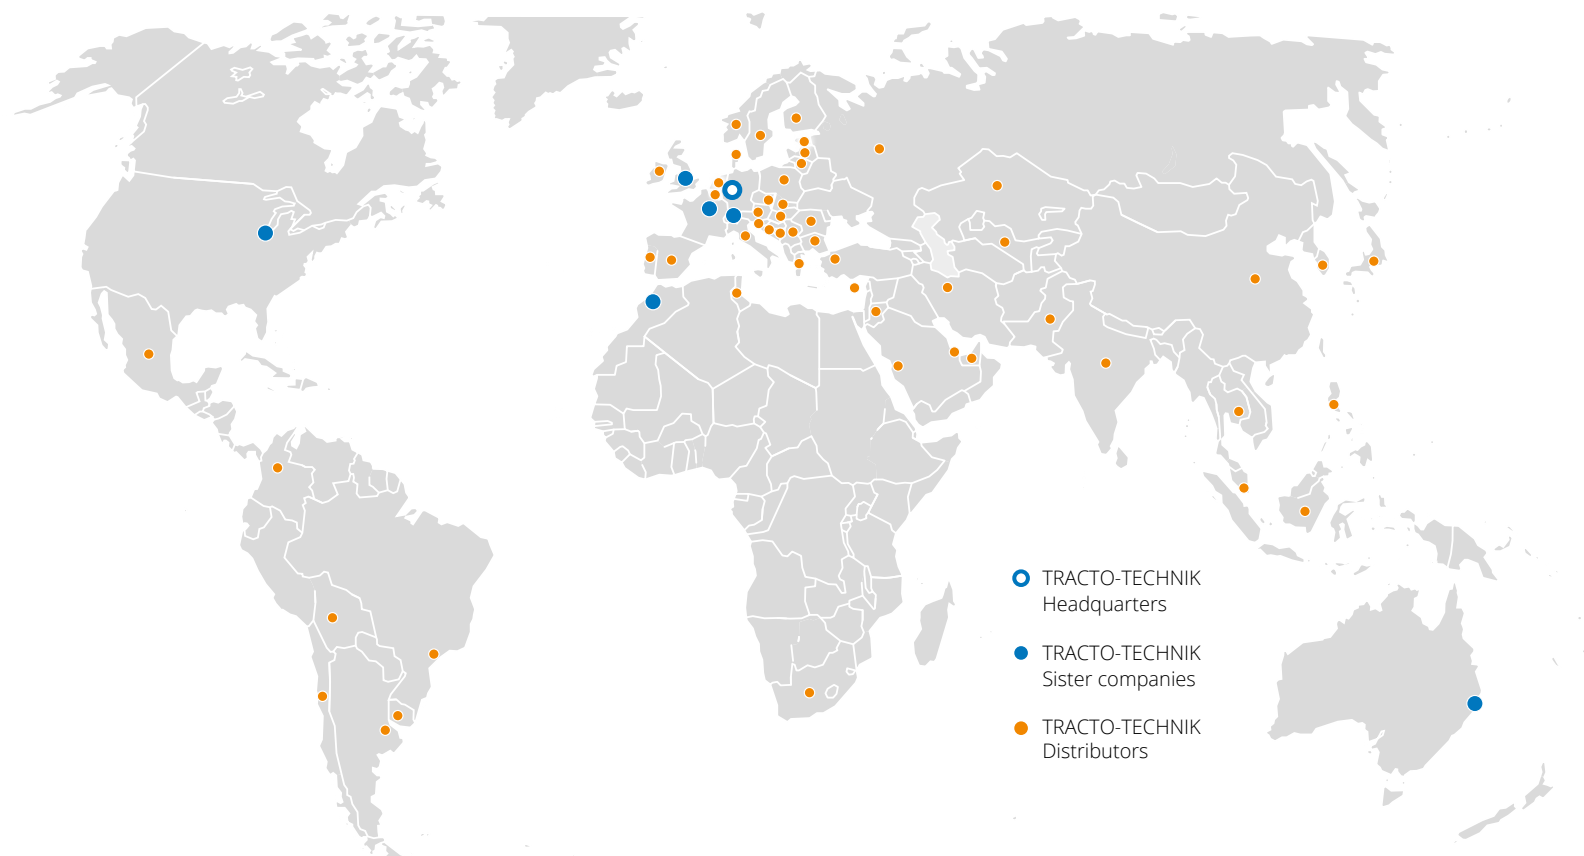 TRACTO-TECHNIK
Headquarters
TRACTO-TECHNIK
Sister companies
TRACTO-TECHNIK
Distributors